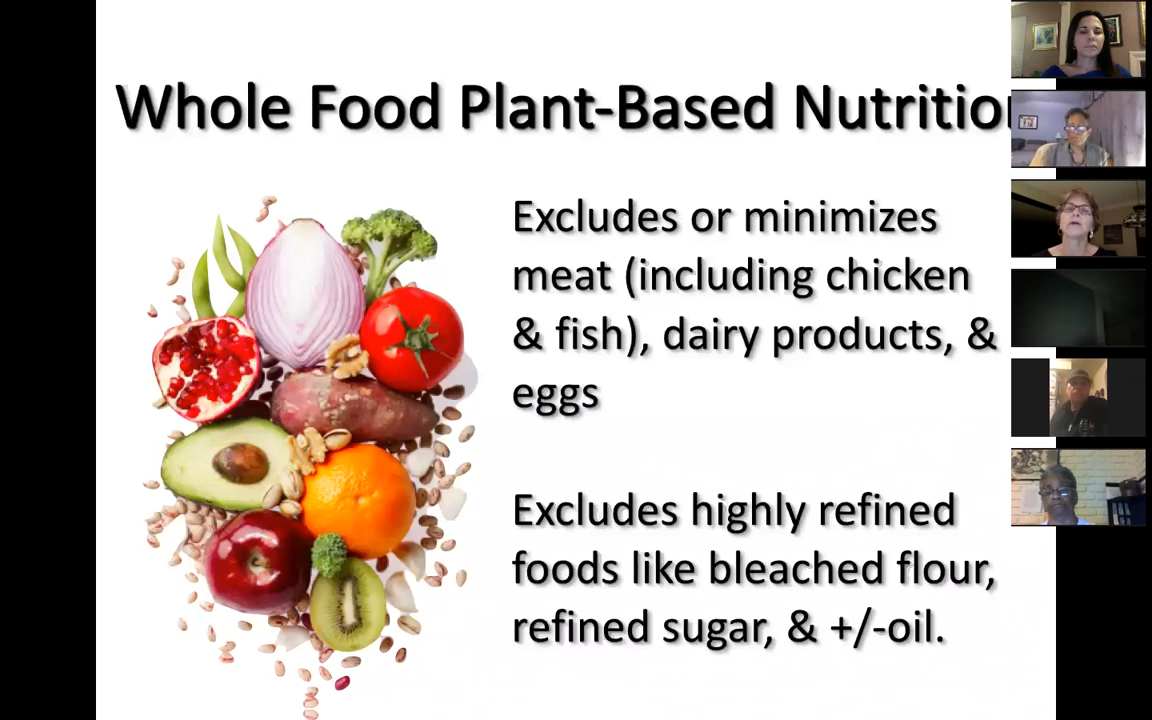 Whole Food Plant-Based Nutrition
Excludes or minimizes
meat (including chicken
& fish), dairy products, &
eggs
Excludes highly refined
foods like bleached flour,
refined sugar, & +/-oil.